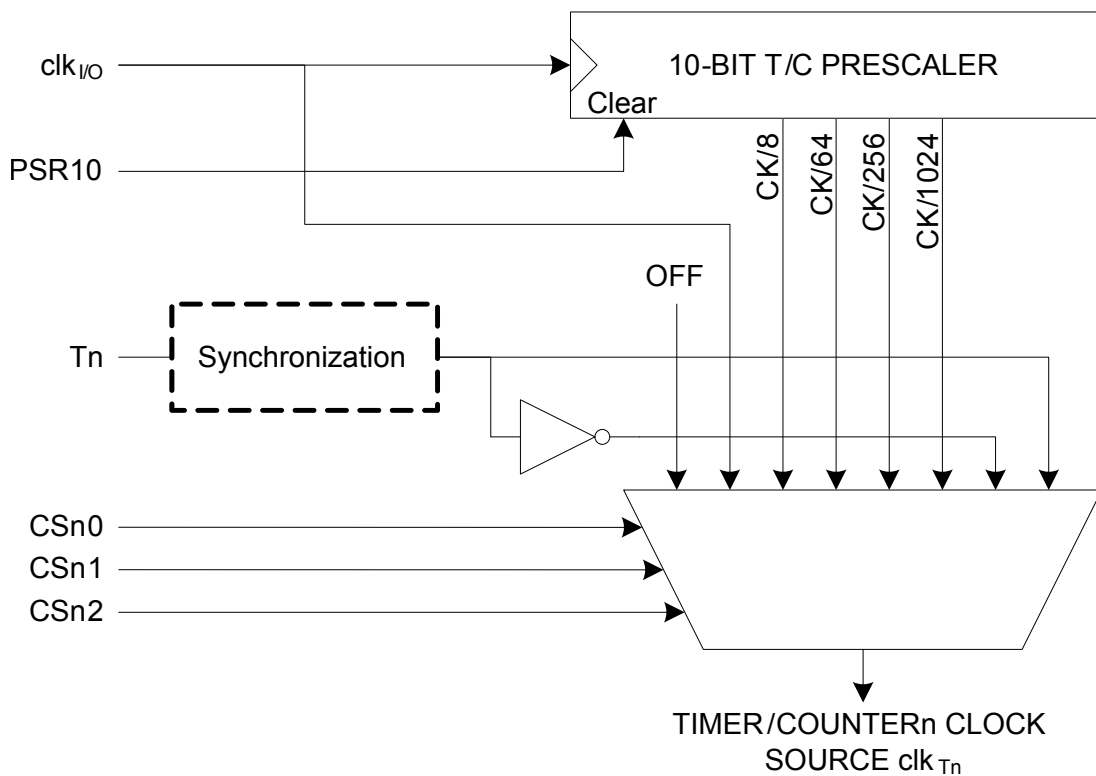 clkI/O
10-BIT T/C PRESCALER
Clear
PSR10
CK/8
CK/64
CK/256
CK/1024
OFF
Tn
Synchronization
CSn0
CSn1
CSn2
TIMER/COUNTERn CLOCK
SOURCE clkTn